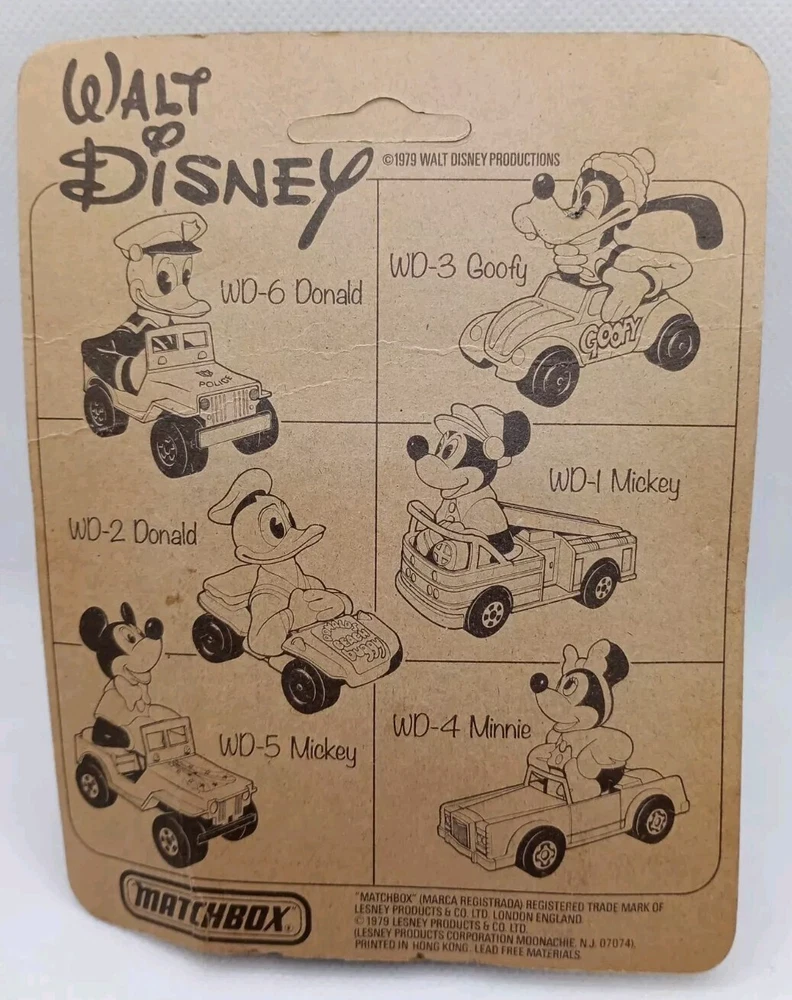 WALT
DISNEY
©1979 WALT DISNEY PRODUCTIONS
WD-6 Donald
POLICE
WD-3 Goofy
GOOFY
WD-1 Mickey
WD-2 Donald
DONALDS
BEACH
BUGGY
WD-5 Mickey
WD-4 Minnie
MATCHBOX
"MATCHBOX" (MARCA REGISTRADA) REGISTERED TRADE MARK OF
LESNEY PRODUCTS & CO. LTD. LONDON ENGLAND.
© 1979 LESNEY PRODUCTS & CO. LTD.
(LESNEY PRODUCTS CORPORATION MOONACHIE, N.J. 07074).
PRINTED IN HONG KONG. LEAD FREE MATERIALS.